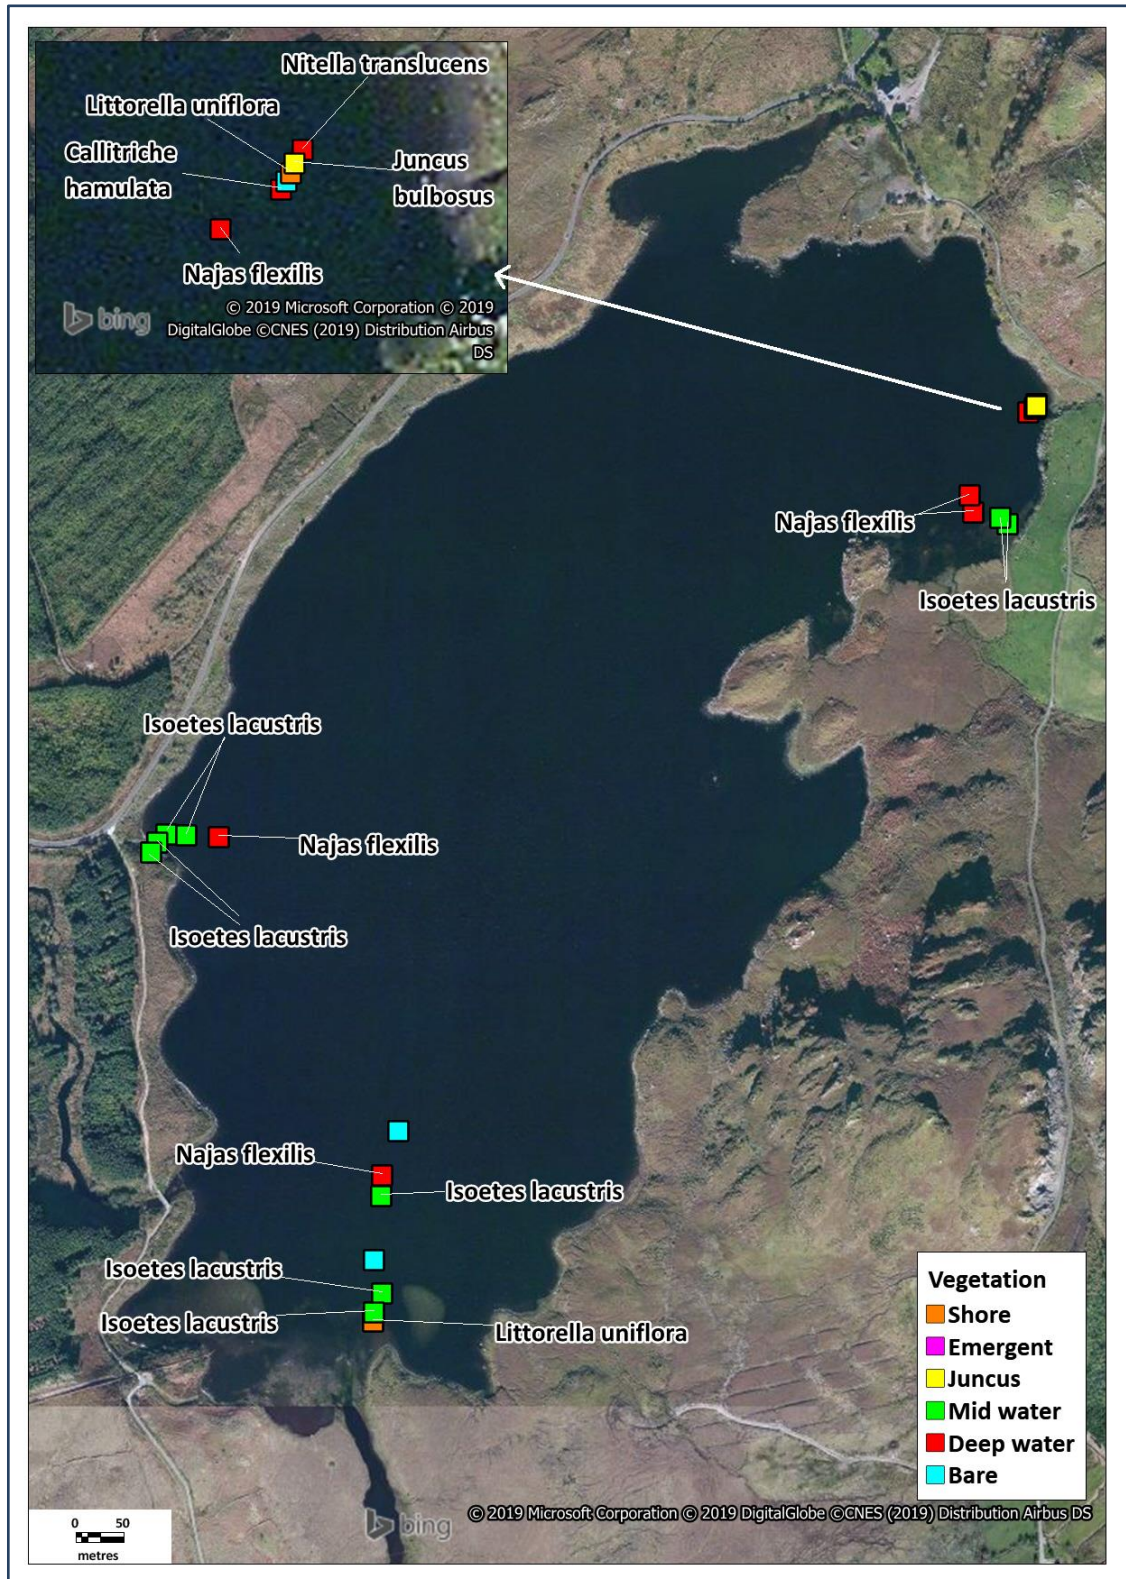 Nitella translucens
Littorella uniflora
Callitriche
hamulata
Juncus
bulbosus
Najas flexilis
bing
© 2019 Microsoft Corporation © 2019
DigitalGlobe ©CNES (2019) Distribution Airbus
DS
Najas flexilis
Isoetes lacustris
Isoetes lacustris
Najas flexilis
Isoetes lacustris
Najas flexilis
Isoetes lacustris
Isoetes lacustris
Isoetes lacustris
Littorella uniflora
Vegetation
Shore
Emergent
Juncus
Mid water
Deep water
Bare
0 50
metres
bing
© 2019 Microsoft Corporation © 2019 DigitalGlobe ©CNES (2019) Distribution Airbus DS